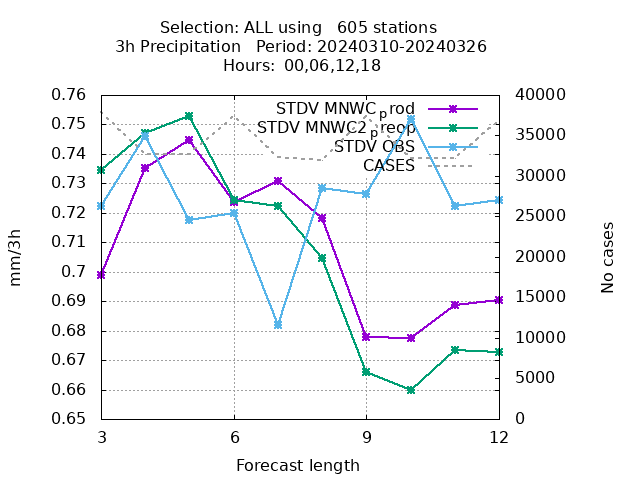 Selection: ALL using   605 stations
3h Precipitation   Period: 20240310-20240326
Hours:  00,06,12,18
0.76
0.75
0.74
0.73
0.72
0.71
0.7
0.69
0.68
0.67
0.66
0.65
mm/3h
STDV MNWC_prod
STDV MNWC2_preop
STDV OBS
CASES
40000
35000
30000
25000
20000
15000
10000
5000
0
No cases
3 6 9 12
Forecast length